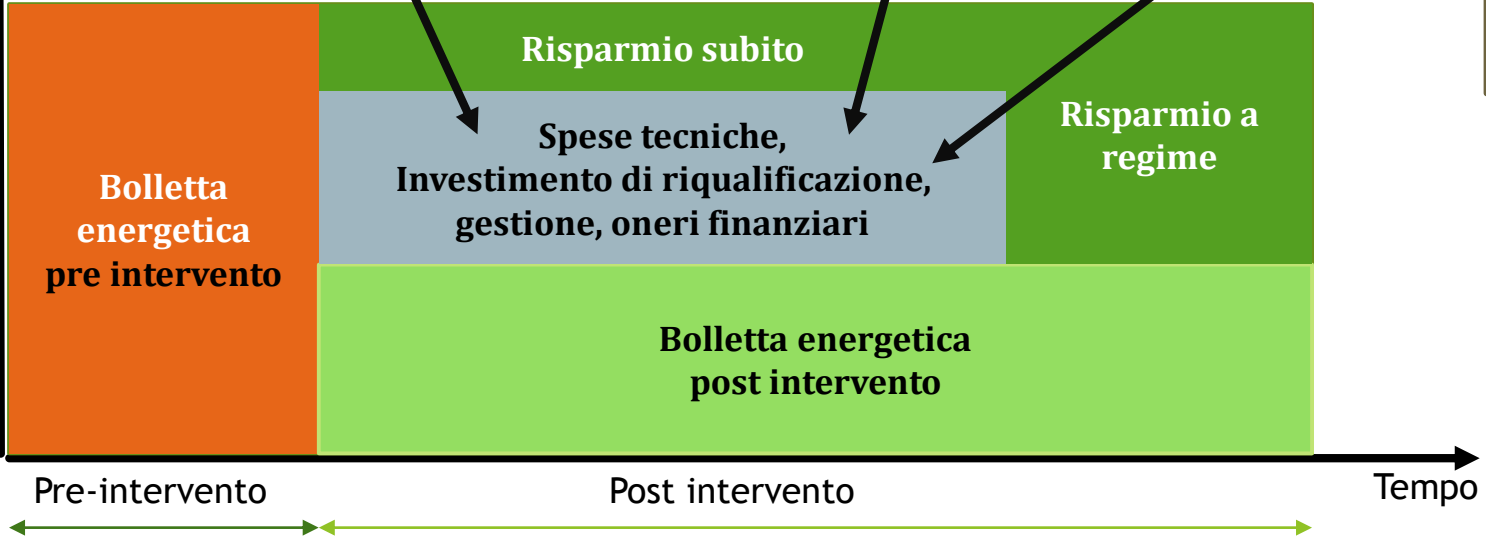 Risparmio subito
Risparmio a
regime
Spese tecniche,
Investimento di riqualificazione,
gestione, oneri finanziari
Bolletta
energetica
pre intervento
Bolletta energetica
post intervento
Pre-intervento
Post intervento
Tempo